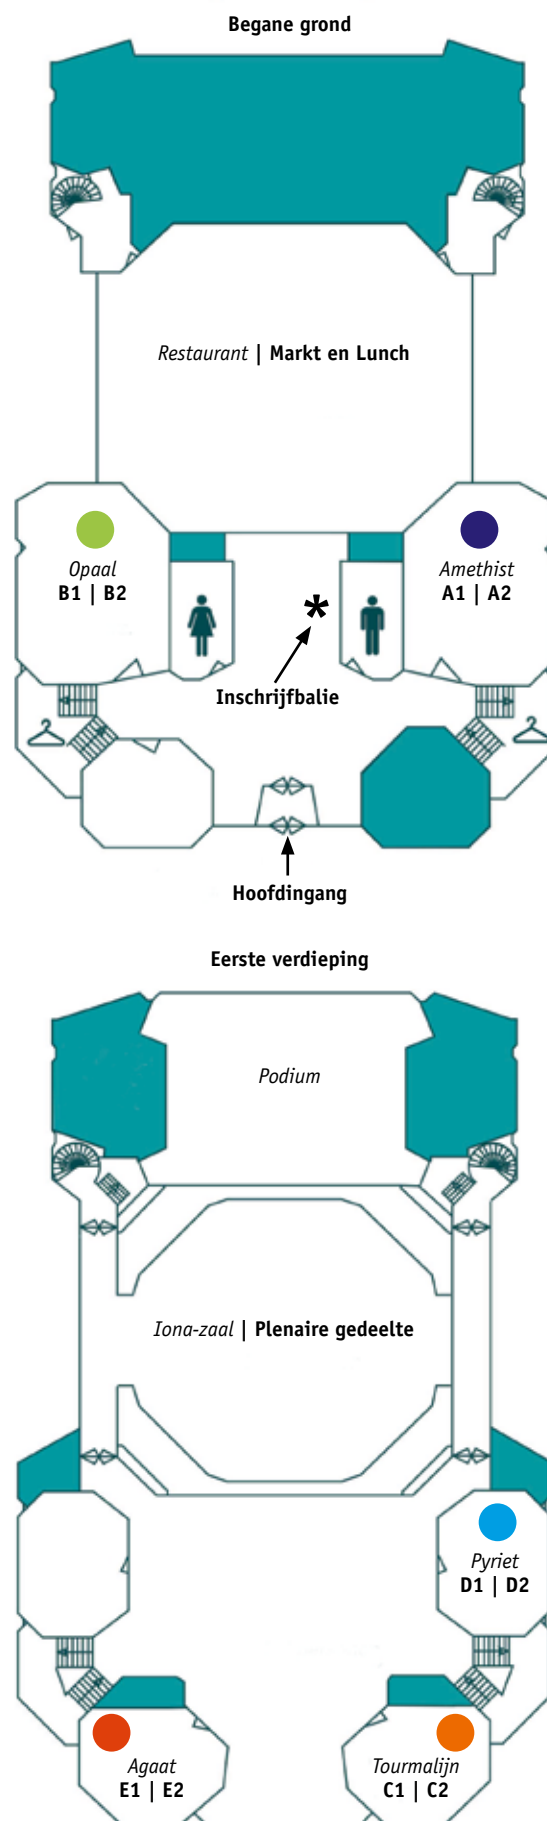 Begane grond
Restaurant | Markt en Lunch
Opaal
B1 | B2
Amethist
A1 | A2
*
Inschrijfbalie
Hoofdingang
Eerste verdieping
Podium
Iona-zaal | Plenaire gedeelte
Pyriet
D1 | D2
Agaat
E1 | E2
Tourmalijn
C1 | C2